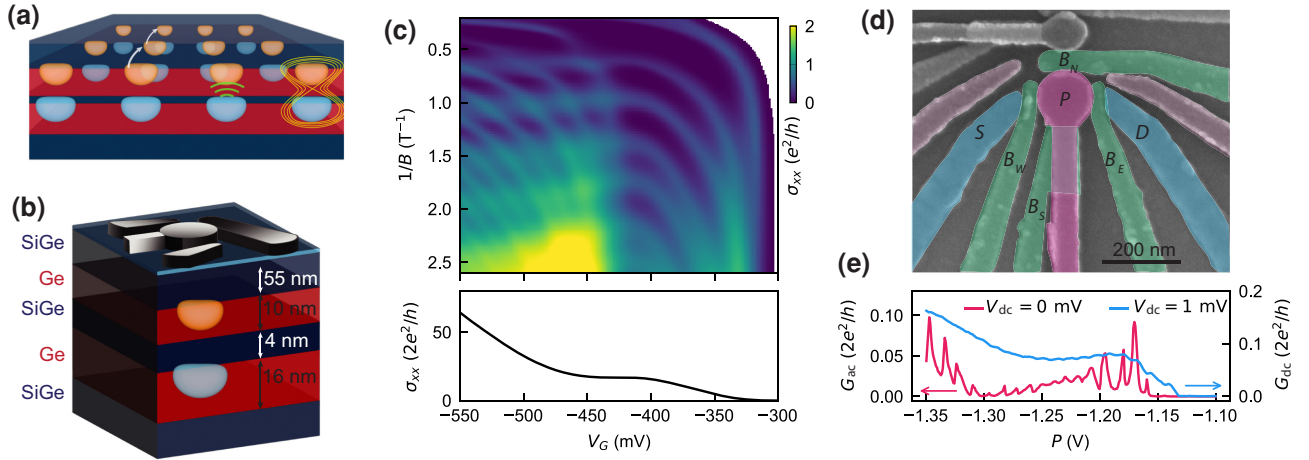 (a)
(b)
SiGe
Ge
SiGe
Ge
SiGe
55 nm
10 nm
4 nm
16 nm
(c)
0.5
1.0
1.5
2.0
2.5
1/B (T⁻¹)
2
1
0
σxx (e²/h)
50
0
σxx (2e²/h)
−550 −500 −450 −400 −350 −300
VG (mV)
(d)
BN
P
S
D
BW
BE
BS
200 nm
(e)
Vdc = 0 mV
Vdc = 1 mV
0.10
0.05
0.00
Gac (2e²/h)
0.2
0.1
0.0
Gdc (2e²/h)
−1.35 −1.30 −1.25 −1.20 −1.15 −1.10
P (V)